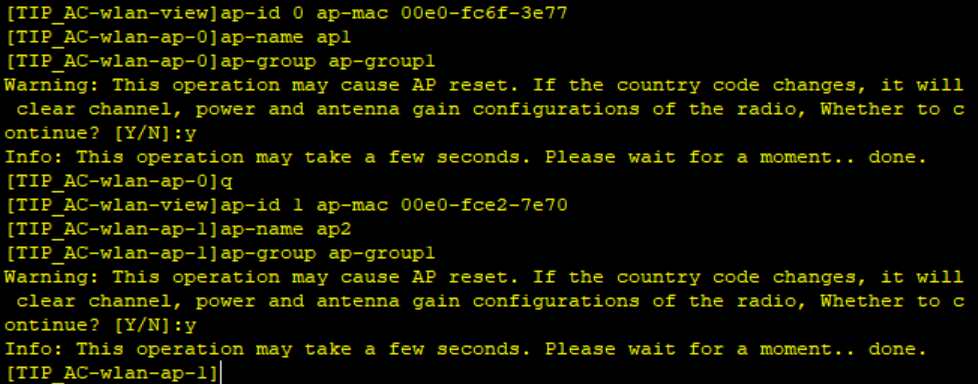 [TIP_AC-wlan-view]ap-id 0 ap-mac 00e0-fc6f-3e77
[TIP_AC-wlan-ap-0]ap-name ap1
[TIP_AC-wlan-ap-0]ap-group ap-group1
Warning: This operation may cause AP reset. If the country code changes, it will
 clear channel, power and antenna gain configurations of the radio, Whether to c
ontinue? [Y/N]:y
Info: This operation may take a few seconds. Please wait for a moment.. done.
[TIP_AC-wlan-ap-0]q
[TIP_AC-wlan-view]ap-id 1 ap-mac 00e0-fce2-7e70
[TIP_AC-wlan-ap-1]ap-name ap2
[TIP_AC-wlan-ap-1]ap-group ap-group1
Warning: This operation may cause AP reset. If the country code changes, it will
 clear channel, power and antenna gain configurations of the radio, Whether to c
ontinue? [Y/N]:y
Info: This operation may take a few seconds. Please wait for a moment.. done.
[TIP_AC-wlan-ap-1]